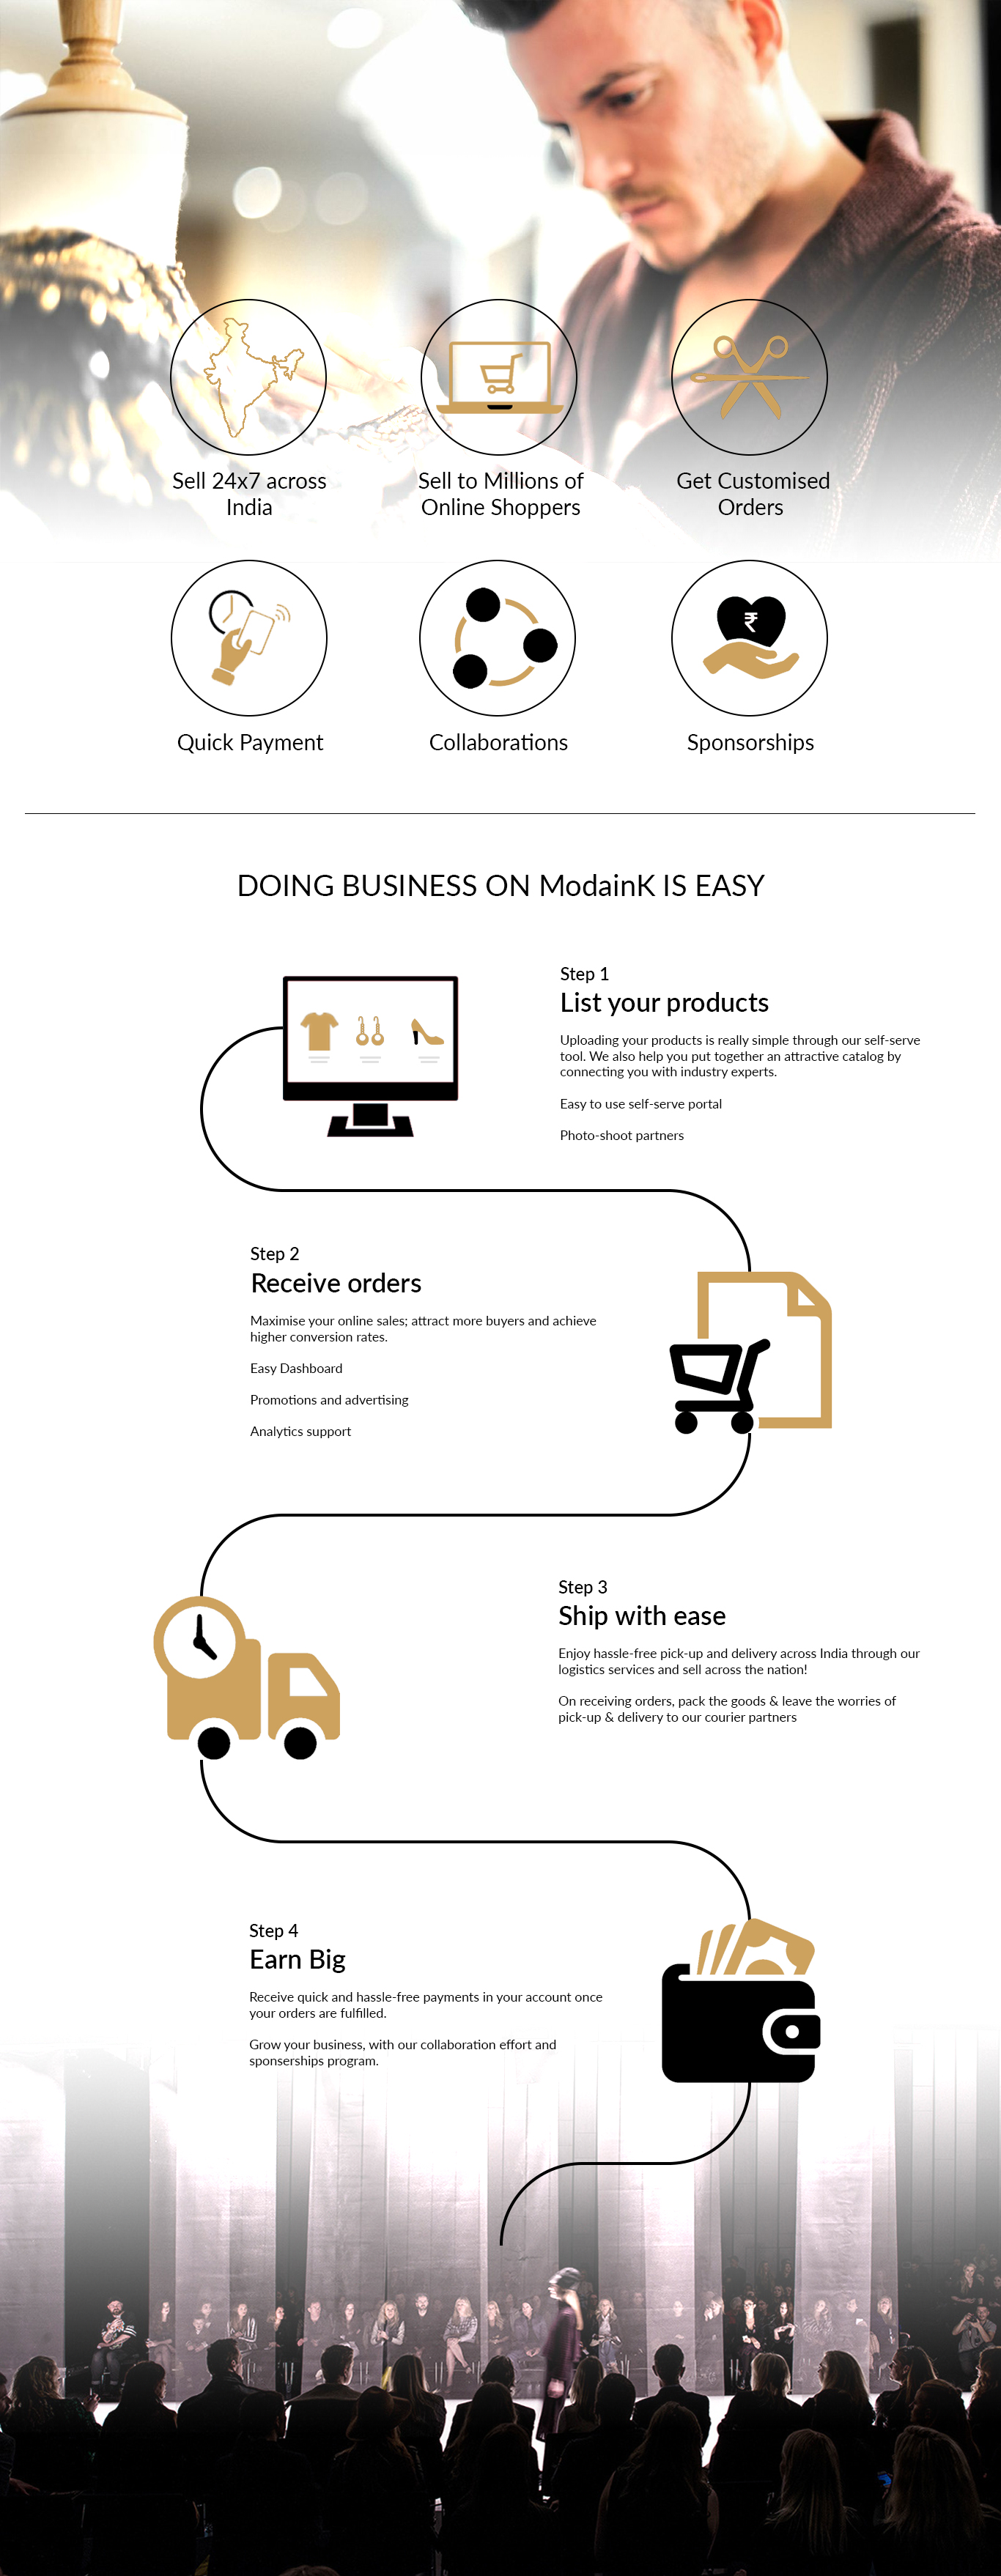 Sell 24x7 across
India
Sell to Millions of
Online Shoppers
Get Customised
Orders
₹
Quick Payment
Collaborations
Sponsorships
DOING BUSINESS ON ModainK IS EASY
Step 1
List your products
Uploading your products is really simple through our self-serve
tool. We also help you put together an attractive catalog by
connecting you with industry experts.
Easy to use self-serve portal
Photo-shoot partners
Step 2
Receive orders
Maximise your online sales; attract more buyers and achieve
higher conversion rates.
Easy Dashboard
Promotions and advertising
Analytics support
Step 3
Ship with ease
Enjoy hassle-free pick-up and delivery across India through our
logistics services and sell across the nation!
On receiving orders, pack the goods & leave the worries of
pick-up & delivery to our courier partners
Step 4
Earn Big
Receive quick and hassle-free payments in your account once
your orders are fulfilled.
Grow your business, with our collaboration effort and
sponserships program.